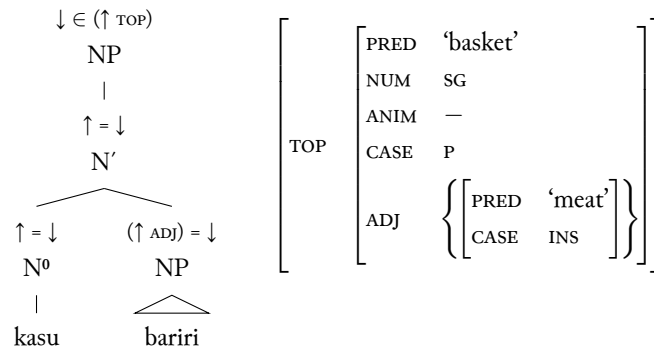 ↓ ∈ (↑ TOP)
NP
↑ = ↓
N′
↑ = ↓ (↑ ADJ) = ↓
N⁰ NP
kasu bariri
TOP
PRED ‘basket’
NUM SG
ANIM —
CASE P
ADJ
PRED ‘meat’
CASE INS